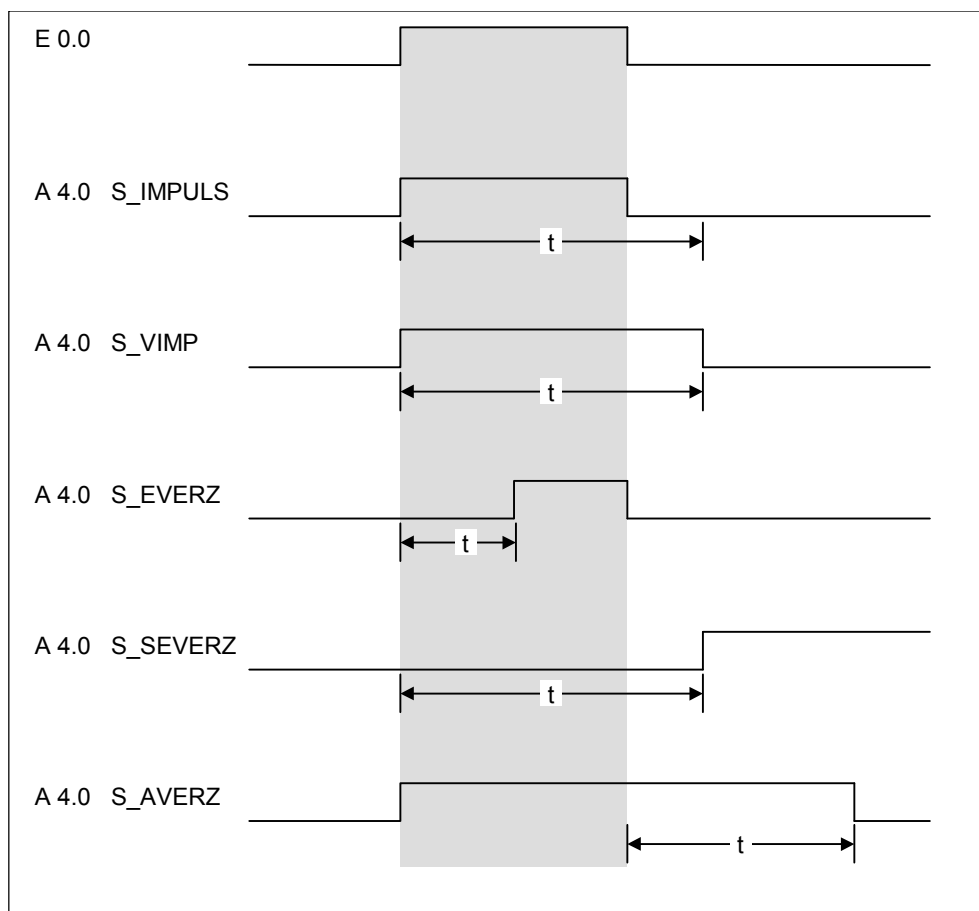 E 0.0
A 4.0 S_IMPULS
t
A 4.0 S_VIMP
t
A 4.0 S_EVERZ
t
A 4.0 S_SEVERZ
t
A 4.0 S_AVERZ
t